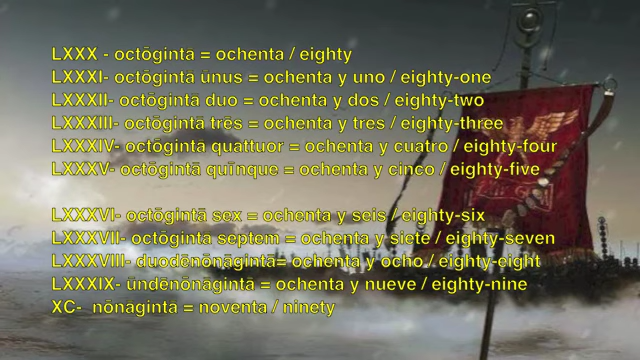 LXXX - octōgintā = ochenta / eighty
LXXXI- octōgintā ūnus = ochenta y uno / eighty-one
LXXXII- octōgintā duo = ochenta y dos / eighty-two
LXXXIII- octōgintā trēs = ochenta y tres / eighty-three
LXXXIV- octōgintā quattuor = ochenta y cuatro / eighty-four
LXXXV- octōgintā quīnque = ochenta y cinco / eighty-five
LXXXVI- octōgintā sex = ochenta y seis / eighty-six
LXXXVII- octōgintā septem = ochenta y siete / eighty-seven
LXXXVIII- duodēnōnāgintā= ochenta y ocho / eighty-eight
LXXXIX- ūndēnōnāgintā = ochenta y nueve / eighty-nine
XC-  nōnāgintā = noventa / ninety